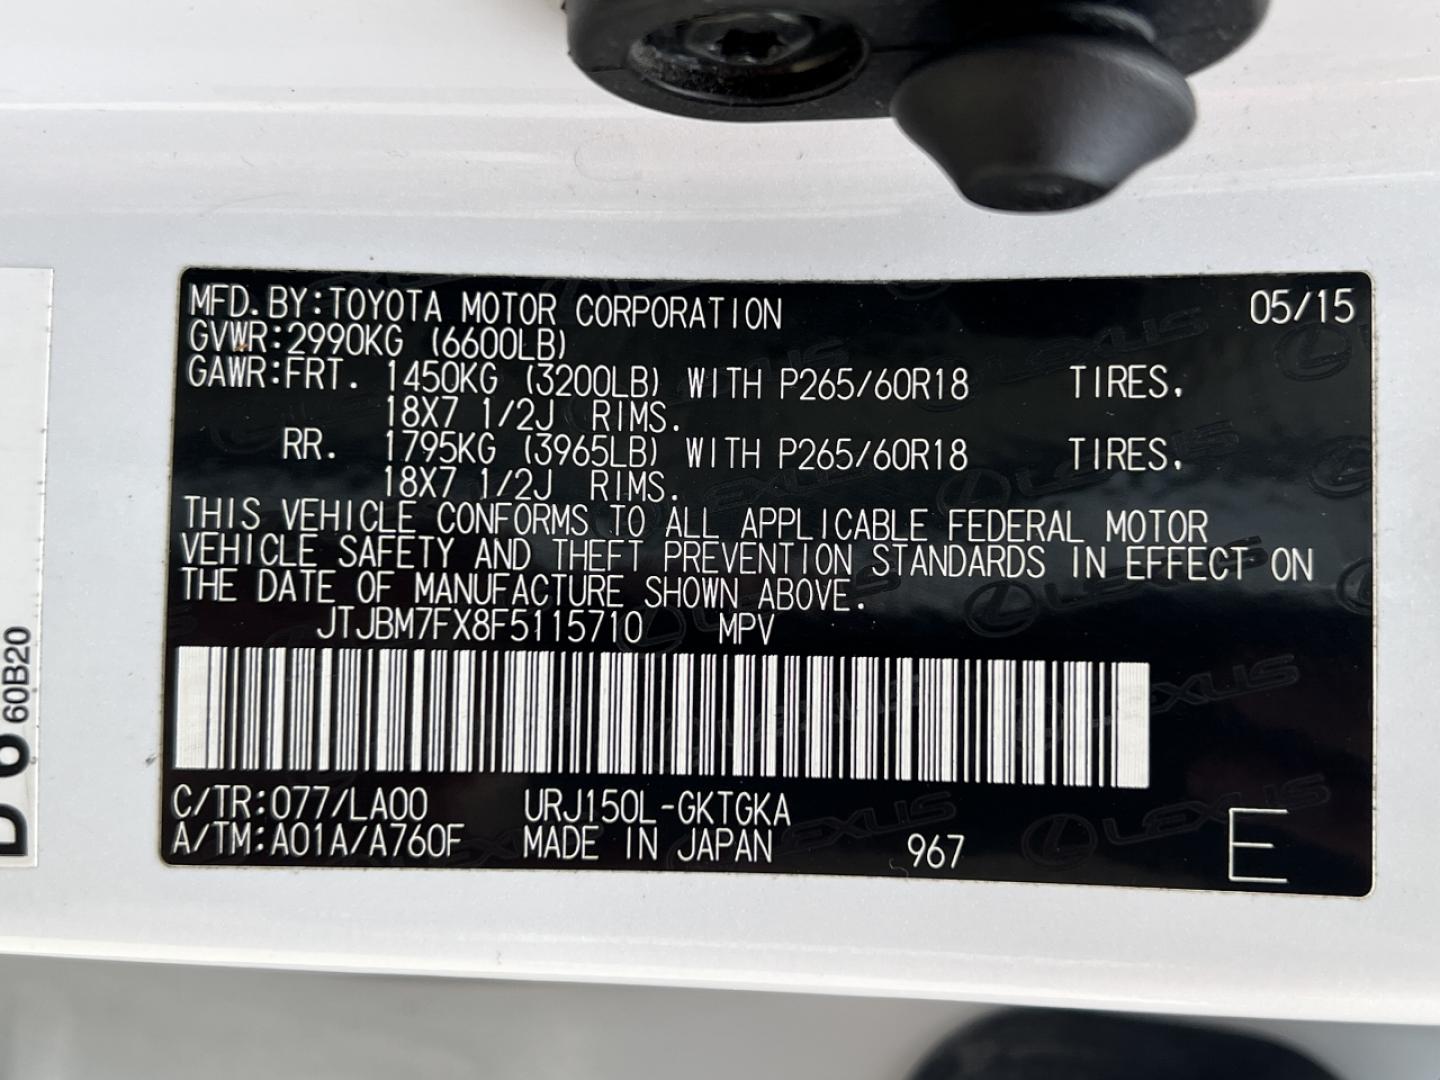 MFD. BY:TOYOTA MOTOR CORPORATION 05/15
GVWR:2990KG (6600LB)
GAWR:FRT. 1450KG (3200LB) WITH P265/60R18 TIRES.
18X7 1/2J RIMS.
RR. 1795KG (3965LB) WITH P265/60R18 TIRES.
18X7 1/2J RIMS.
THIS VEHICLE CONFORMS TO ALL APPLICABLE FEDERAL MOTOR
VEHICLE SAFETY AND THEFT PREVENTION STANDARDS IN EFFECT ON
THE DATE OF MANUFACTURE SHOWN ABOVE.
JTJBM7FX8F5115710 MPV
C/TR:077/LA00 URJ150L-GKTGKA
A/TM:A01A/A760F MADE IN JAPAN 967 E
60B20